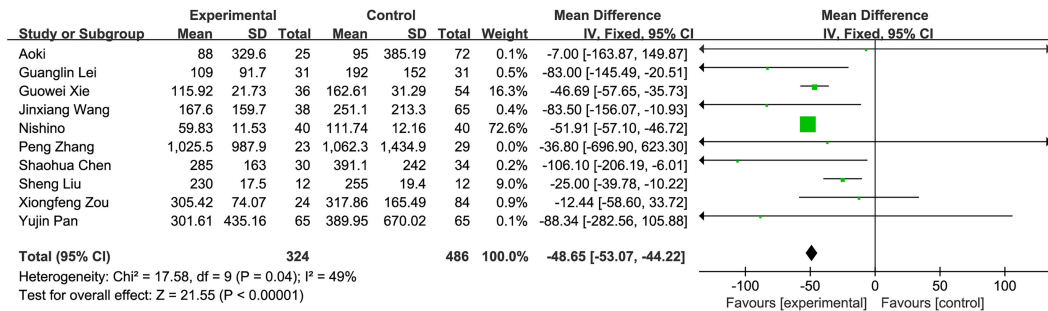 Experimental Control Mean Difference Mean Difference
Study or Subgroup Mean SD Total Mean SD Total Weight IV, Fixed, 95% CI IV, Fixed, 95% CI
Aoki 88 329.6 25 95 385.19 72 0.1% -7.00 [-163.87, 149.87]
Guanglin Lei 109 91.7 31 192 152 31 0.5% -83.00 [-145.49, -20.51]
Guowei Xie 115.92 21.73 36 162.61 31.29 54 16.3% -46.69 [-57.65, -35.73]
Jinxiang Wang 167.6 159.7 38 251.1 213.3 65 0.4% -83.50 [-156.07, -10.93]
Nishino 59.83 11.53 40 111.74 12.16 40 72.6% -51.91 [-57.10, -46.72]
Peng Zhang 1,025.5 987.9 23 1,062.3 1,434.9 29 0.0% -36.80 [-696.90, 623.30]
Shaohua Chen 285 163 30 391.1 242 34 0.2% -106.10 [-206.19, -6.01]
Sheng Liu 230 17.5 12 255 19.4 12 9.0% -25.00 [-39.78, -10.22]
Xiongfeng Zou 305.42 74.07 24 317.86 165.49 84 0.9% -12.44 [-58.60, 33.72]
Yujin Pan 301.61 435.16 65 389.95 670.02 65 0.1% -88.34 [-282.56, 105.88]
Total (95% CI) 324 486 100.0% -48.65 [-53.07, -44.22]
Heterogeneity: Chi² = 17.58, df = 9 (P = 0.04); I² = 49%
Test for overall effect: Z = 21.55 (P < 0.00001)
-100 -50 0 50 100
Favours [experimental] Favours [control]